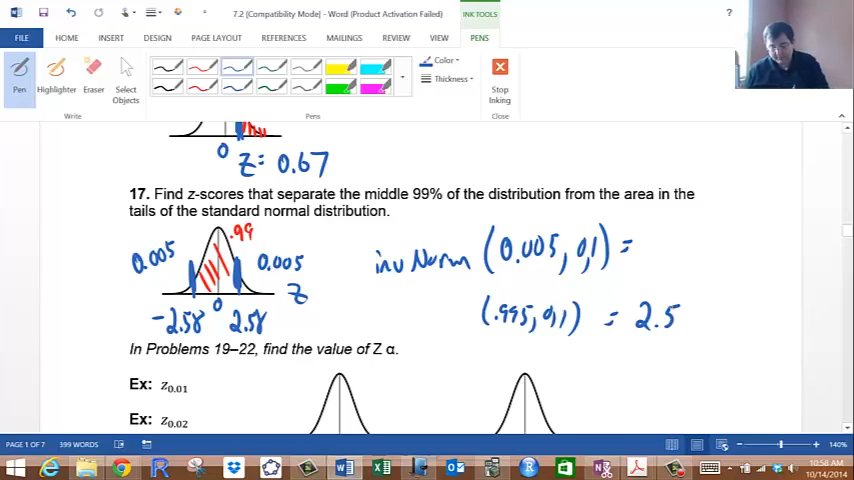 7.2 [Compatibility Mode] - Word (Product Activation Failed)
INK TOOLS
?
FILE HOME INSERT DESIGN PAGE LAYOUT REFERENCES MAILINGS REVIEW VIEW PENS
Pen Highlighter Eraser Select Objects
Color
Thickness
Stop Inking
Write Pens Close
0
Z= 0.67
17. Find z-scores that separate the middle 99% of the distribution from the area in the
tails of the standard normal distribution.
.99
0.005 0.005
invNorm (0.005, 0,1) =
Z
0
-2.58 2.58
(.995, 0,1) = 2.5
In Problems 19–22, find the value of Z α.
Ex: z0.01
Ex: z0.02
PAGE 1 OF 7 399 WORDS 140%
10:58 AM
10/14/2014